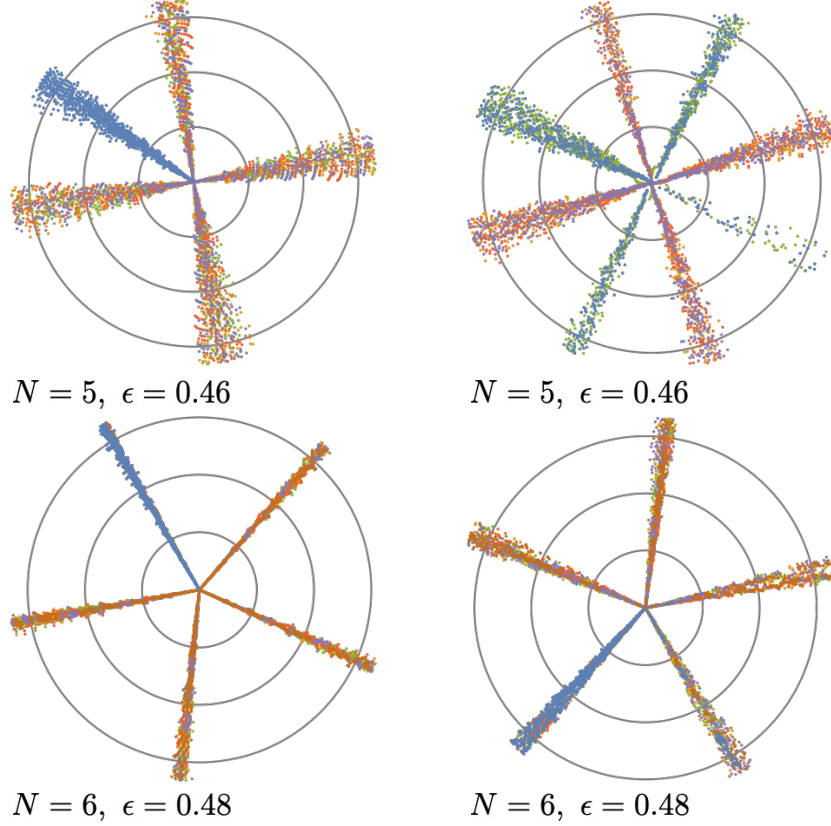 N = 5, ϵ = 0.46
N = 5, ϵ = 0.46
N = 6, ϵ = 0.48
N = 6, ϵ = 0.48